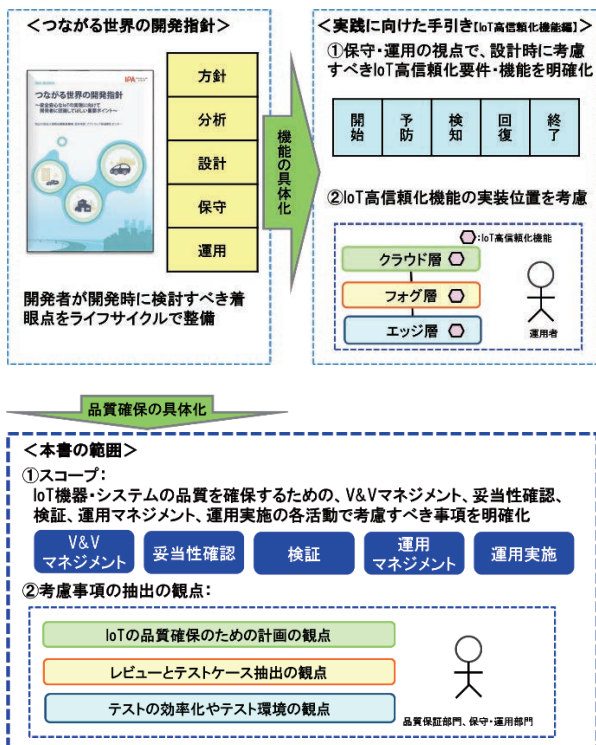 <つながる世界の開発指針>
IPA
つながる世界の開発指針
方針
分析
設計
保守
運用
開発者が開発時に検討すべき着
眼点をライフサイクルで整備
機能の具体化
<実践に向けた手引き[IoT高信頼化機能編]>
①保守・運用の視点で、設計時に考慮
すべきIoT高信頼化要件・機能を明確化
開始
予防
検知
回復
終了
②IoT高信頼化機能の実装位置を考慮
:IoT高信頼化機能
クラウド層
フォグ層
エッジ層
運用者
品質確保の具体化
<本書の範囲>
①スコープ:
IoT機器・システムの品質を確保するための、V&Vマネジメント、妥当性確認、
検証、運用マネジメント、運用実施の各活動で考慮すべき事項を明確化
V&V
マネジメント
妥当性確認
検証
運用
マネジメント
運用実施
②考慮事項の抽出の観点:
IoTの品質確保のための計画の観点
レビューとテストケース抽出の観点
テストの効率化やテスト環境の観点
品質保証部門、保守・運用部門